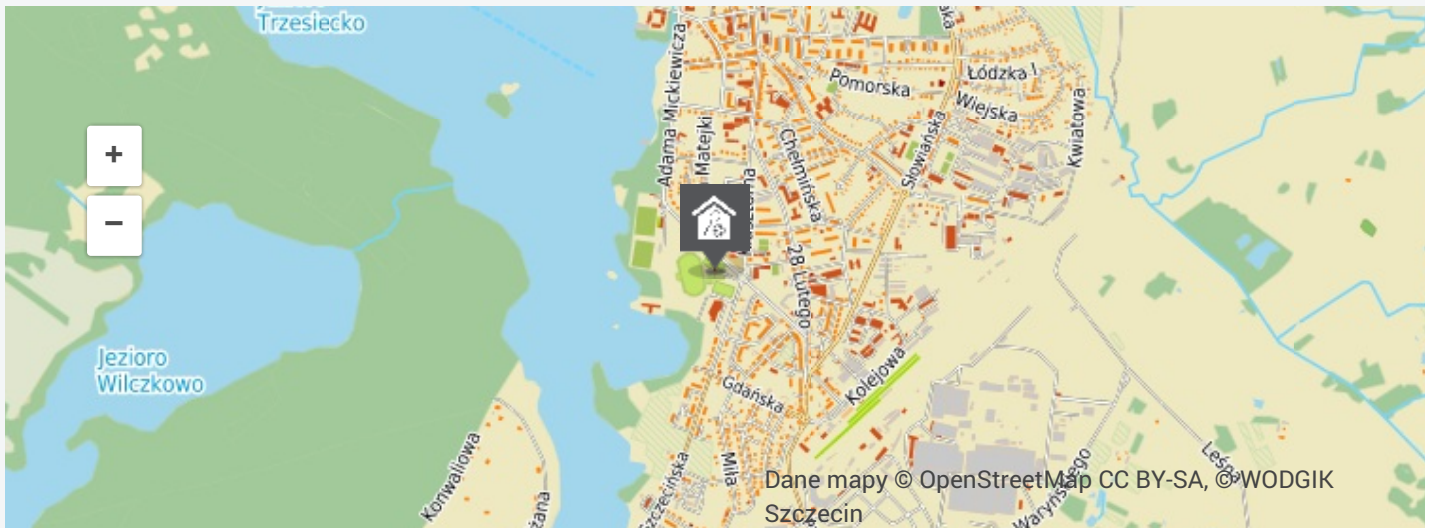 Trzesiecko
Adama Mickiewicza
Matejki
Pomorska
Łódzka
Wiejska
Kwiatowa
Słowiańska
Chełmińska
28 Lutego
+
−
Jezioro
Wilczkowo
Gdańska
Kolejowa
Konwaliowa
Szczecińska
Miła
Leśna
Waryńskiego
Dane mapy © OpenStreetMap CC BY-SA, © WODGIK
Szczecin